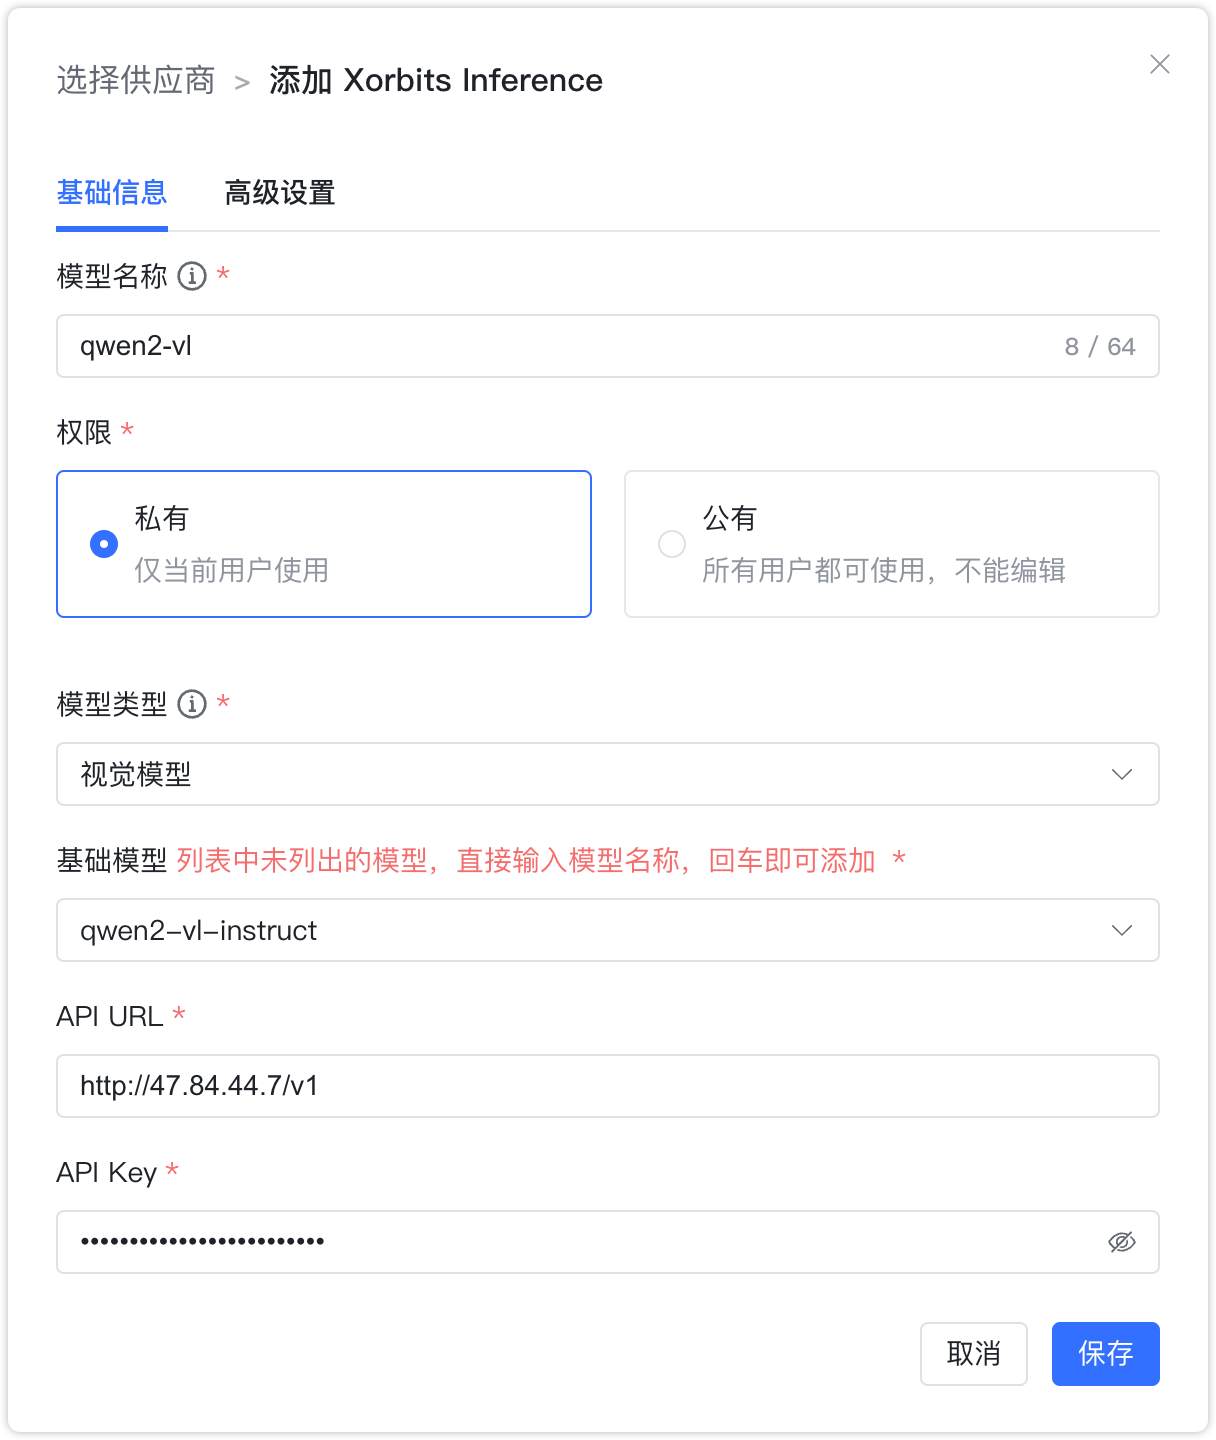 选择供应商 > 添加 Xorbits Inference
基础信息 高级设置
模型名称 *
qwen2-vl 8 / 64
权限 *
私有
仅当前用户使用
公有
所有用户都可使用，不能编辑
模型类型 *
视觉模型
基础模型 列表中未列出的模型，直接输入模型名称，回车即可添加 *
qwen2-vl-instruct
API URL *
http://47.84.44.7/v1
API Key *
•••••••••••••••••••••••••
取消 保存